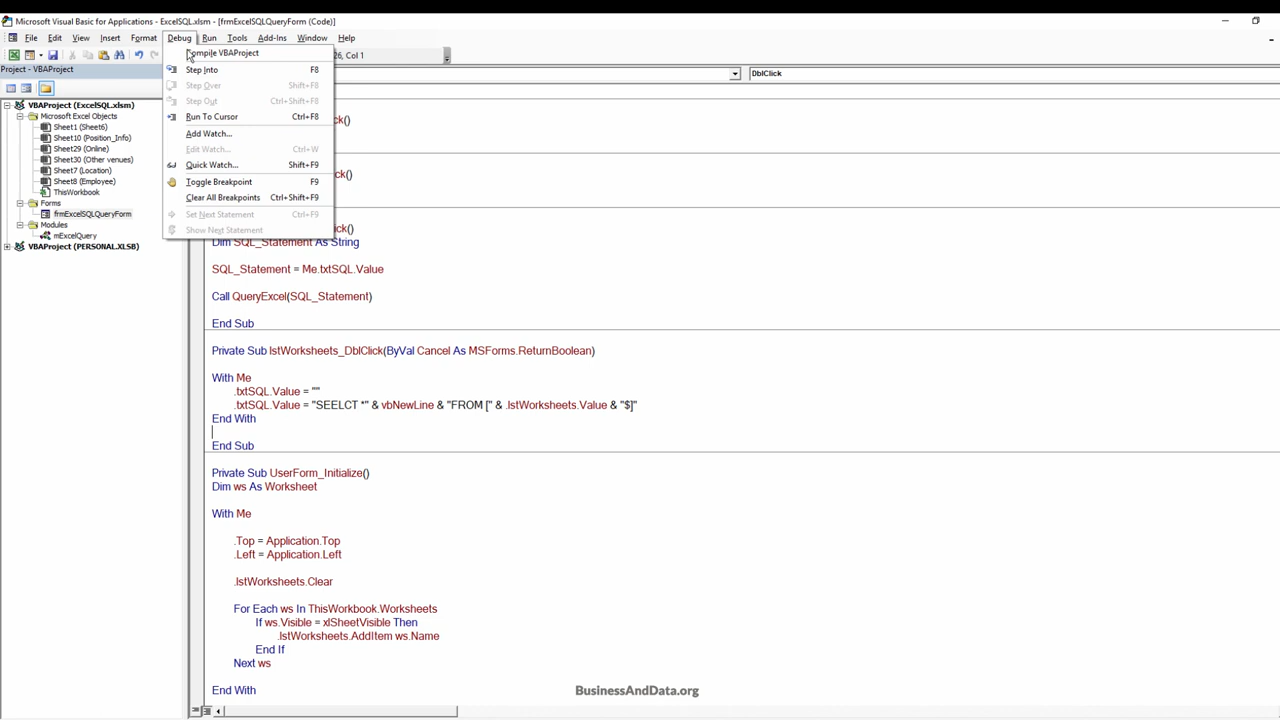 Microsoft Visual Basic for Applications - ExcelSQL.xlsm - [frmExcelSQLQueryForm (Code)]
File Edit View Insert Format Debug Run Tools Add-Ins Window Help
26, Col 1
Project - VBAProject
DblClick
VBAProject (ExcelSQL.xlsm)
Microsoft Excel Objects
Sheet1 (Sheet6)
Sheet10 (Position_Info)
Sheet29 (Online)
Sheet30 (Other venues)
Sheet7 (Location)
Sheet8 (Employee)
ThisWorkbook
Forms
frmExcelSQLQueryForm
Modules
mExcelQuery
VBAProject (PERSONAL.XLSB)
Compile VBAProject
Step Into F8
Step Over Shift+F8
Step Out Ctrl+Shift+F8
Run To Cursor Ctrl+F8
Add Watch...
Edit Watch... Ctrl+W
Quick Watch... Shift+F9
Toggle Breakpoint F9
Clear All Breakpoints Ctrl+Shift+F9
Set Next Statement Ctrl+F9
Show Next Statement
ck()
ck()
ck()
Dim SQL_Statement As String
SQL_Statement = Me.txtSQL.Value
Call QueryExcel(SQL_Statement)
End Sub
Private Sub lstWorksheets_DblClick(ByVal Cancel As MSForms.ReturnBoolean)
With Me
.txtSQL.Value = ""
.txtSQL.Value = "SEELCT *" & vbNewLine & "FROM [" & .lstWorksheets.Value & "$]"
End With
End Sub
Private Sub UserForm_Initialize()
Dim ws As Worksheet
With Me
.Top = Application.Top
.Left = Application.Left
.lstWorksheets.Clear
For Each ws In ThisWorkbook.Worksheets
If ws.Visible = xlSheetVisible Then
.lstWorksheets.AddItem ws.Name
End If
Next ws
End With
BusinessAndData.org